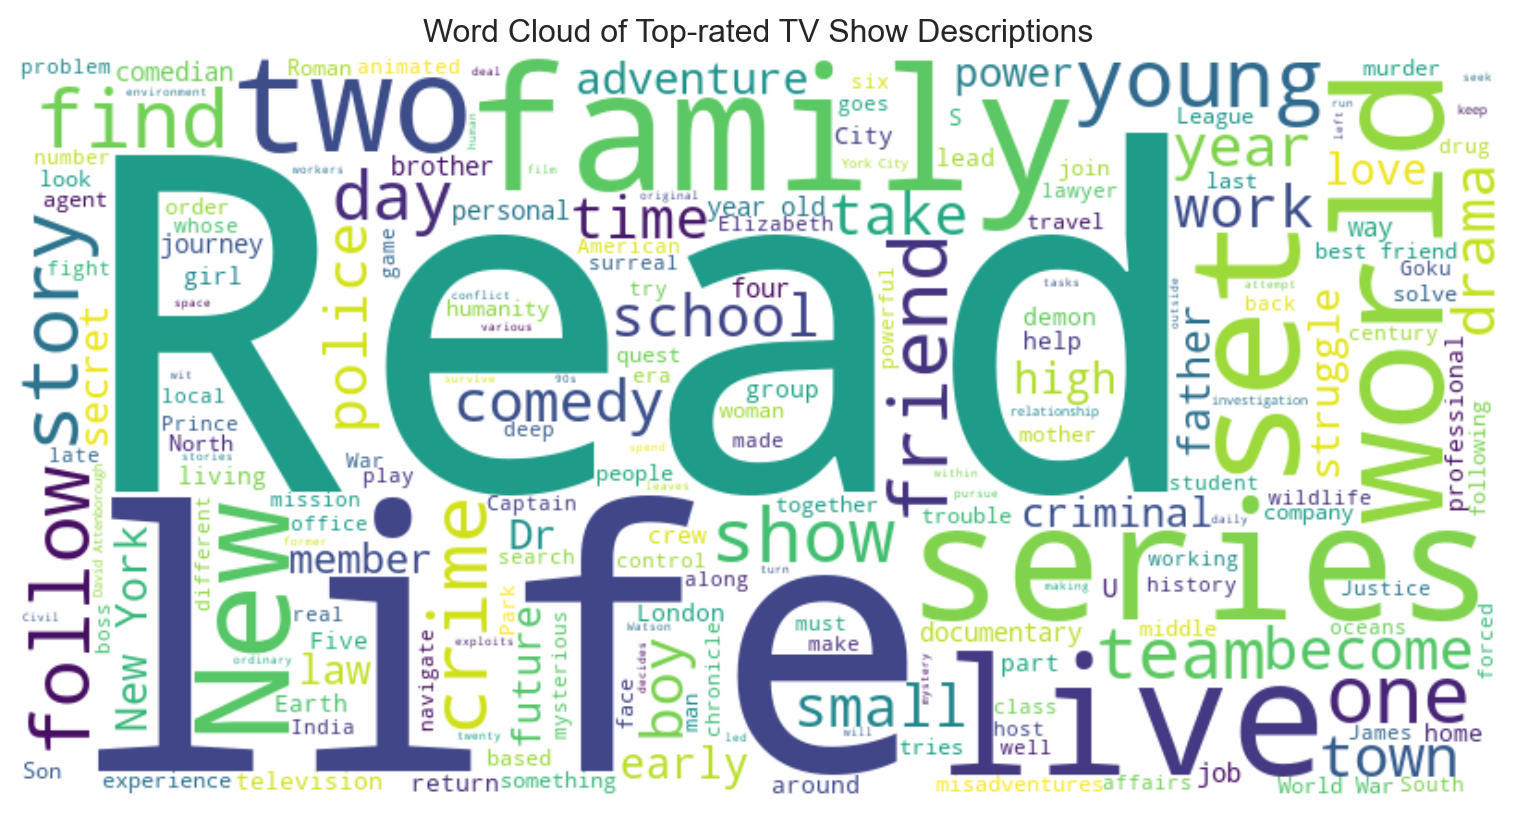 Word Cloud of Top-rated TV Show Descriptions
problem comedian Roman animated deal
environment
find two family adventure six goes power young murder seek
human S City League run left keep
number workers brother film York City lead join year love drug
look agent order whose day personal time original year old Elizabeth take lawyer travel work last world drama
journey police game American surreal way best friend
story fight girl Read try four friend powerful tasks outside set Goku solve attempt back
space conflict humanity various school demon help father century
secret wit survive 90s quest era group high struggle
local comedy deep woman made relationship mother investigation professional following
Prince North stories
late living War play people spend leaves within pursue student wildlife company
follow David Attenborough different mission office former Captain Dr together trouble criminal daily
New York New member crime search crew control show series working history Justice
Civil boss real along turn U making
life London Watson must make documentary middle oceans forced
Five ordinary law Park exploits future mysterious boy chronicle team become
Earth India navigate face decides man small mystery part live one
twenty led will class host well James home
Son based early tries town
experience television return something around misadventures affairs job World War South